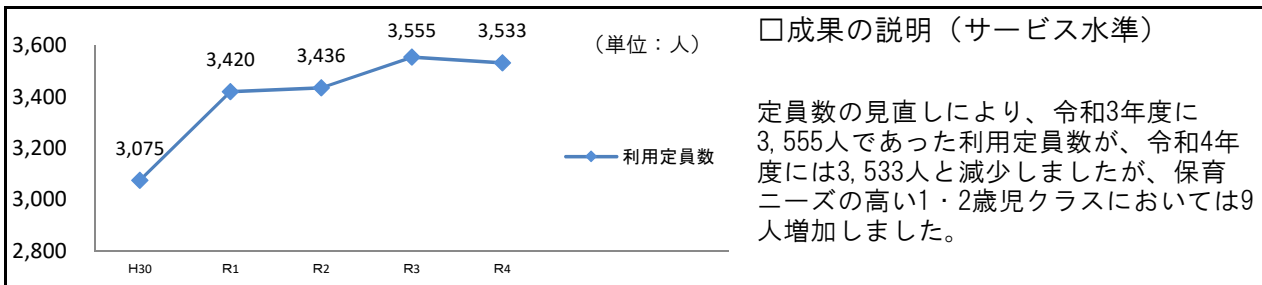 3,600
3,400
3,200
3,000
2,800
3,075
3,420
3,436
3,555
3,533
H30
R1
R2
R3
R4
（単位：人）
利用定員数
□成果の説明（サービス水準）
定員数の見直しにより、令和3年度に
3,555人であった利用定員数が、令和4年
度には3,533人と減少しましたが、保育
ニーズの高い1・2歳児クラスにおいては9
人増加しました。